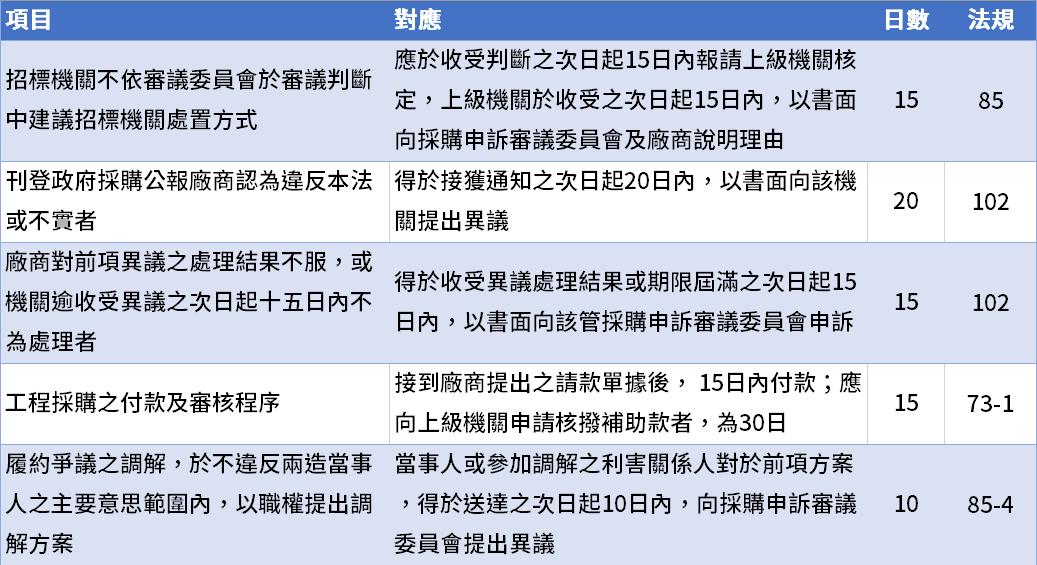 項目 對應 日數 法規
招標機關不依審議委員會於審議判斷
中建議招標機關處置方式
應於收受判斷之次日起15日內報請上級機關核
定，上級機關於收受之次日起15日內，以書面
向採購申訴審議委員會及廠商說明理由
15
85
刊登政府採購公報廠商認為違反本法
或不實者
得於接獲通知之次日起20日內，以書面向該機
關提出異議
20
102
廠商對前項異議之處理結果不服，或
機關逾收受異議之次日起十五日內不
為處理者
得於收受異議處理結果或期限屆滿之次日起15
日內，以書面向該管採購申訴審議委員會申訴
15
102
工程採購之付款及審核程序
接到廠商提出之請款單據後， 15日內付款；應
向上級機關申請核撥補助款者，為30日
15
73-1
履約爭議之調解，於不違反兩造當事
人之主要意思範圍內，以職權提出調
解方案
當事人或參加調解之利害關係人對於前項方案
，得於送達之次日起10日內，向採購申訴審議
委員會提出異議
10
85-4